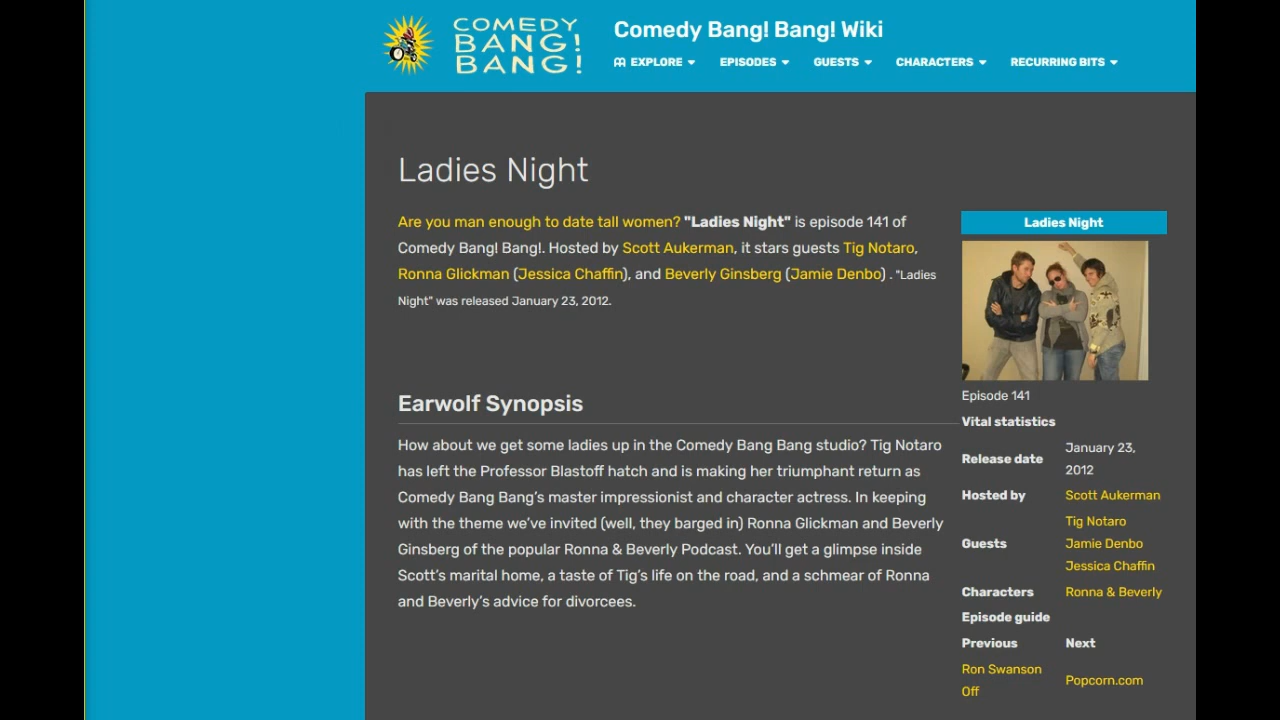 COMEDY
BANG!
BANG!
Comedy Bang! Bang! Wiki
EXPLORE EPISODES GUESTS CHARACTERS RECURRING BITS
Ladies Night
Are you man enough to date tall women? "Ladies Night" is episode 141 of
Comedy Bang! Bang!. Hosted by Scott Aukerman, it stars guests Tig Notaro,
Ronna Glickman (Jessica Chaffin), and Beverly Ginsberg (Jamie Denbo) . "Ladies
Night" was released January 23, 2012.
Earwolf Synopsis
How about we get some ladies up in the Comedy Bang Bang studio? Tig Notaro
has left the Professor Blastoff hatch and is making her triumphant return as
Comedy Bang Bang’s master impressionist and character actress. In keeping
with the theme we’ve invited (well, they barged in) Ronna Glickman and Beverly
Ginsberg of the popular Ronna & Beverly Podcast. You’ll get a glimpse inside
Scott’s marital home, a taste of Tig’s life on the road, and a schmear of Ronna
and Beverly’s advice for divorcees.
Ladies Night
Episode 141
Vital statistics
Release date January 23,
2012
Hosted by Scott Aukerman
Guests Tig Notaro
Jamie Denbo
Jessica Chaffin
Characters Ronna & Beverly
Episode guide
Previous Next
Ron Swanson
Off
Popcorn.com